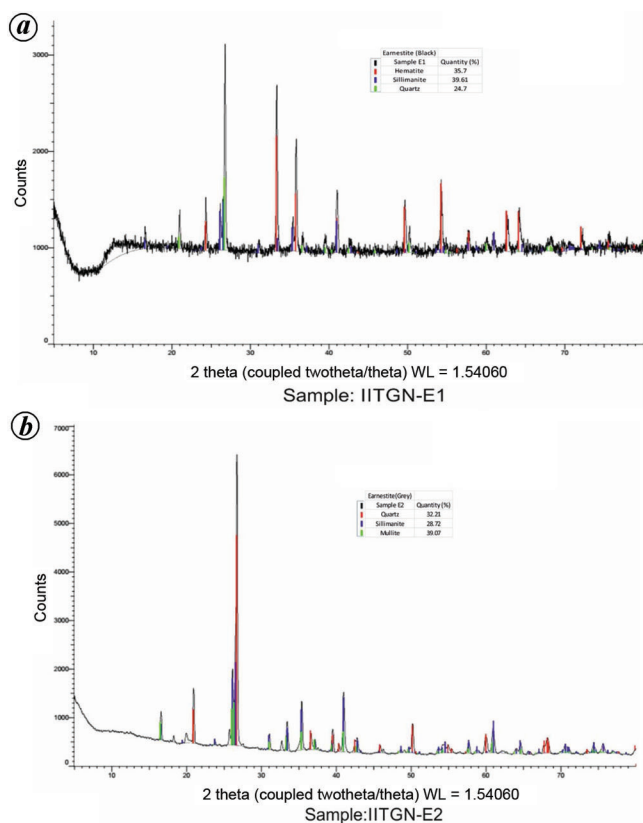 a
Counts
3000
2000
1000
0
Earnestite (Black)
Sample E1 Quantity (%)
Hematite 35.7
Sillimanite 39.61
Quartz 24.7
10 20 30 40 50 60 70
2 theta (coupled twotheta/theta) WL = 1.54060
Sample: IITGN-E1
b
Counts
7000
6000
5000
4000
3000
2000
1000
0
Earnestite(Grey)
Sample E2 Quantity (%)
Quartz 32.21
Sillimanite 28.72
Mullite 39.07
10 20 30 40 50 60 70 80
2 theta (coupled twotheta/theta) WL = 1.54060
Sample:IITGN-E2